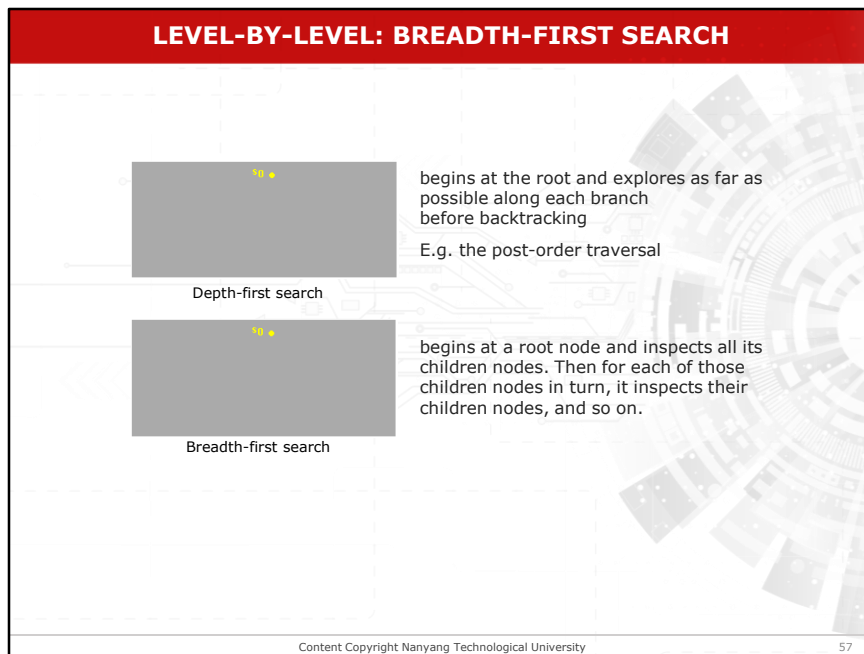 LEVEL-BY-LEVEL: BREADTH-FIRST SEARCH
begins at the root and explores as far as
possible along each branch
before backtracking
E.g. the post-order traversal
Depth-first search
begins at a root node and inspects all its
children nodes. Then for each of those
children nodes in turn, it inspects their
children nodes, and so on.
Breadth-first search
Content Copyright Nanyang Technological University
57